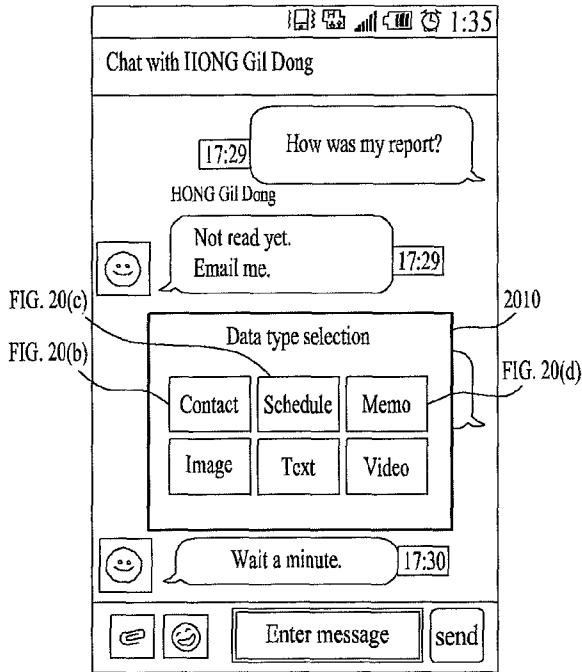 1:35
Chat with HONG Gil Dong
How was my report?
17:29
HONG Gil Dong
Not read yet.
Email me.
17:29
FIG. 20(c)
2010
Data type selection
FIG. 20(b)
FIG. 20(d)
Contact Schedule Memo
Image Text Video
Wait a minute.
17:30
Enter message
send